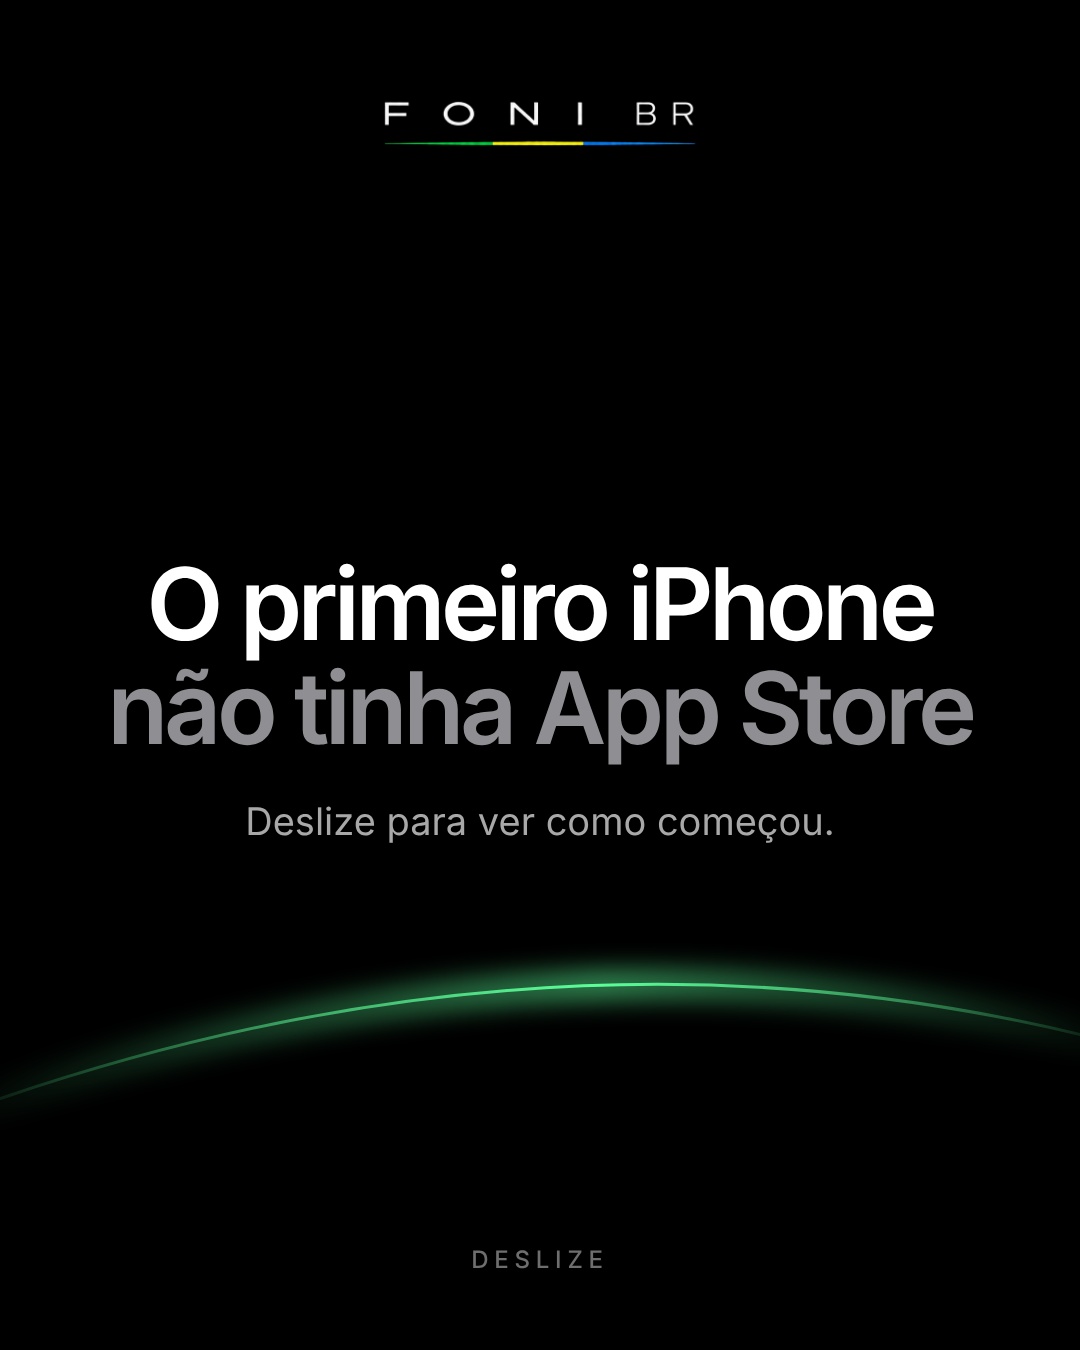 FONI BR
O primeiro iPhone
não tinha App Store
Deslize para ver como começou.
DESLIZE